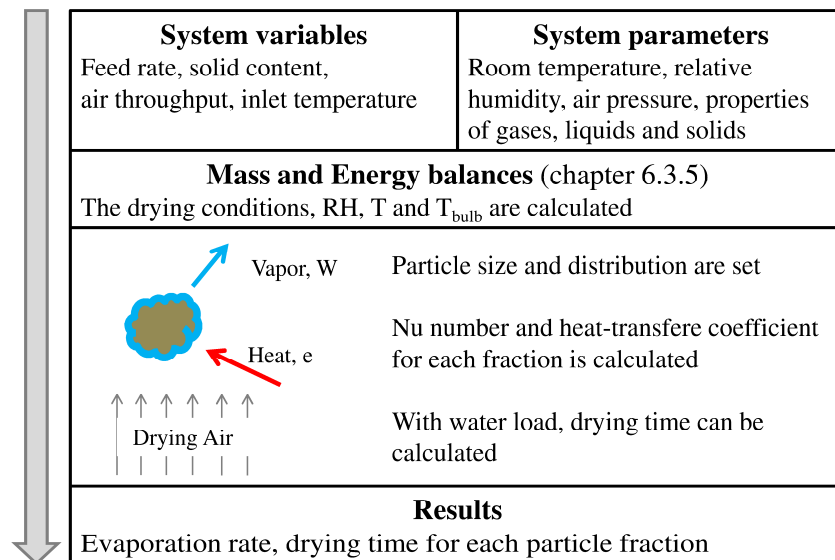 System variables
Feed rate, solid content,
air throughput, inlet temperature
System parameters
Room temperature, relative
humidity, air pressure, properties
of gases, liquids and solids
Mass and Energy balances (chapter 6.3.5)
The drying conditions, RH, T and Tbulb are calculated
Vapor, W
Heat, e
Drying Air
Particle size and distribution are set
Nu number and heat-transfere coefficient
for each fraction is calculated
With water load, drying time can be
calculated
Results
Evaporation rate, drying time for each particle fraction